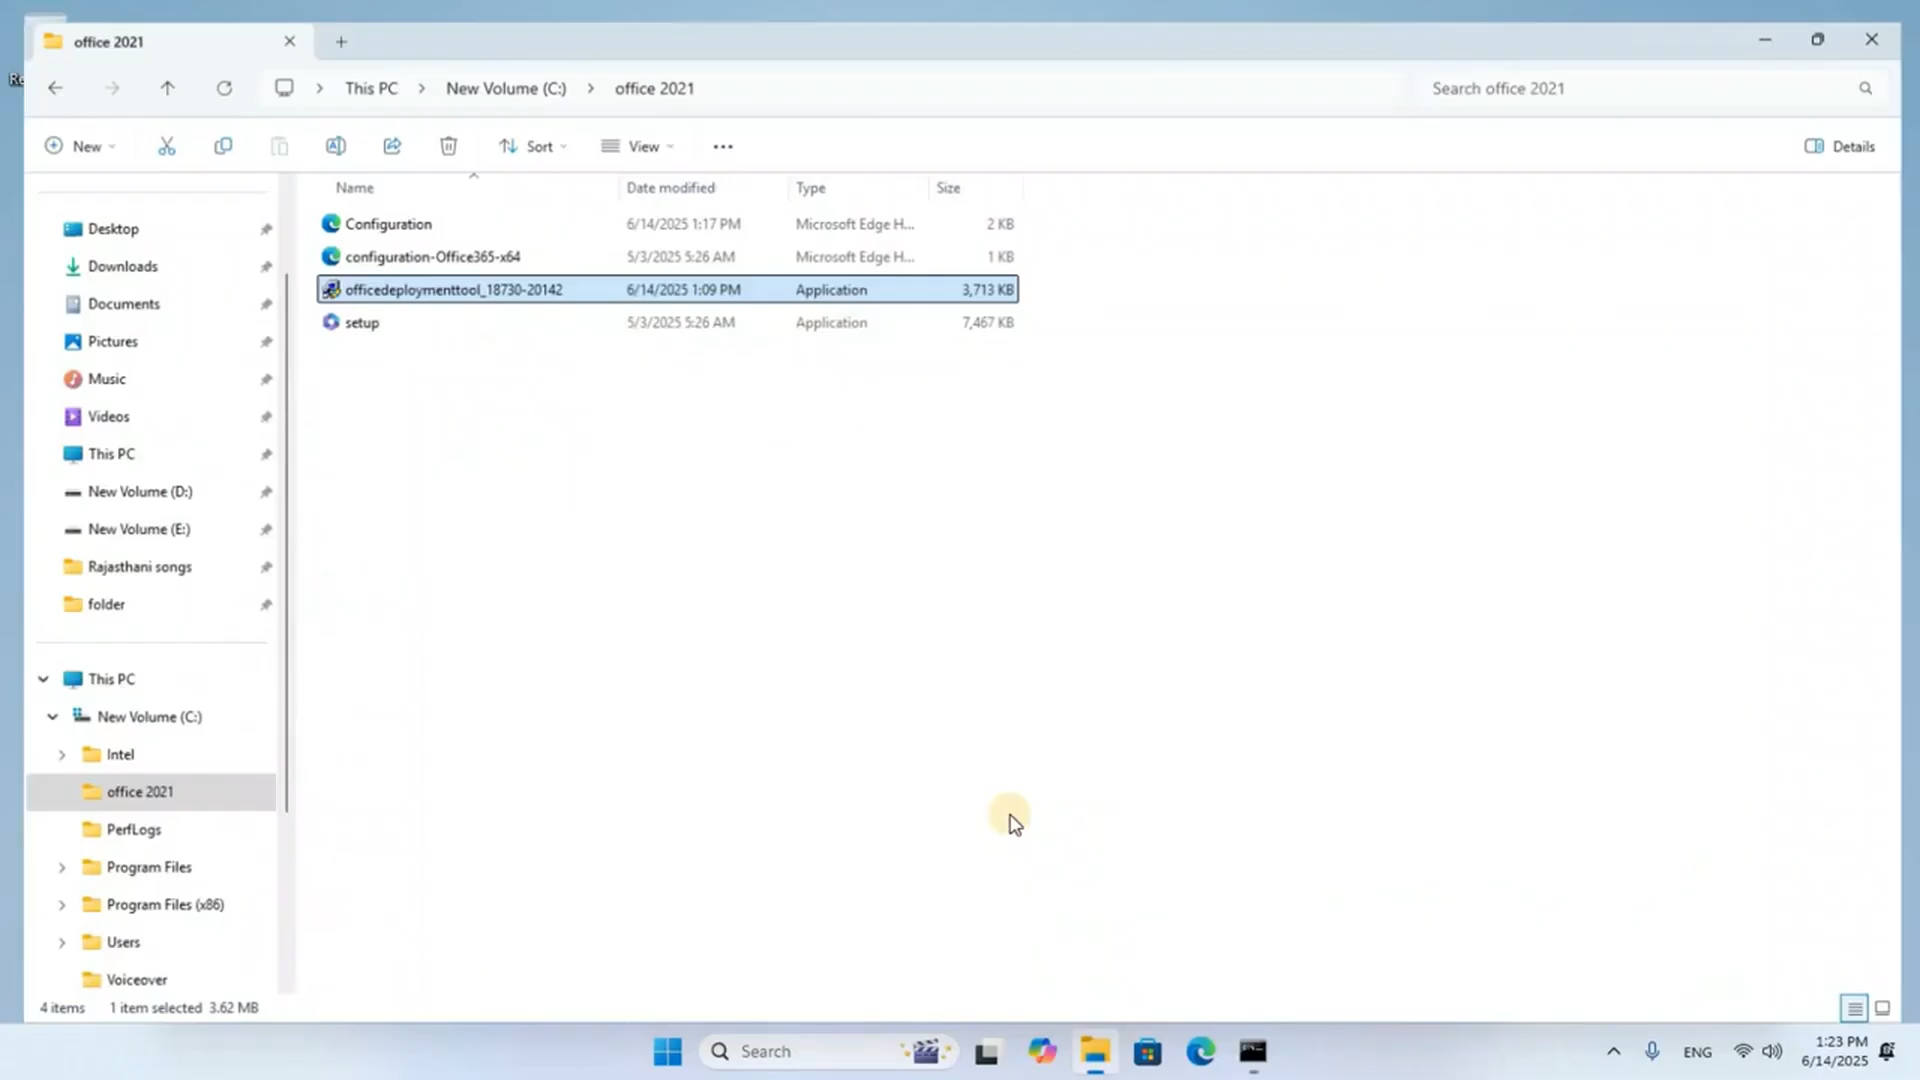 office 2021
Re
This PC New Volume (C:) office 2021
Search office 2021
New
Sort
View
Details
Name Date modified Type Size
Configuration 6/14/2025 1:17 PM Microsoft Edge H... 2 KB
configuration-Office365-x64 5/3/2025 5:26 AM Microsoft Edge H... 1 KB
officedeploymenttool_18730-20142 6/14/2025 1:09 PM Application 3,713 KB
setup 5/3/2025 5:26 AM Application 7,467 KB
Desktop
Downloads
Documents
Pictures
Music
Videos
This PC
New Volume (D:)
New Volume (E:)
Rajasthani songs
folder
This PC
New Volume (C:)
Intel
office 2021
PerfLogs
Program Files
Program Files (x86)
Users
Voiceover
4 items 1 item selected 3.62 MB
Search
ENG
1:23 PM
6/14/2025